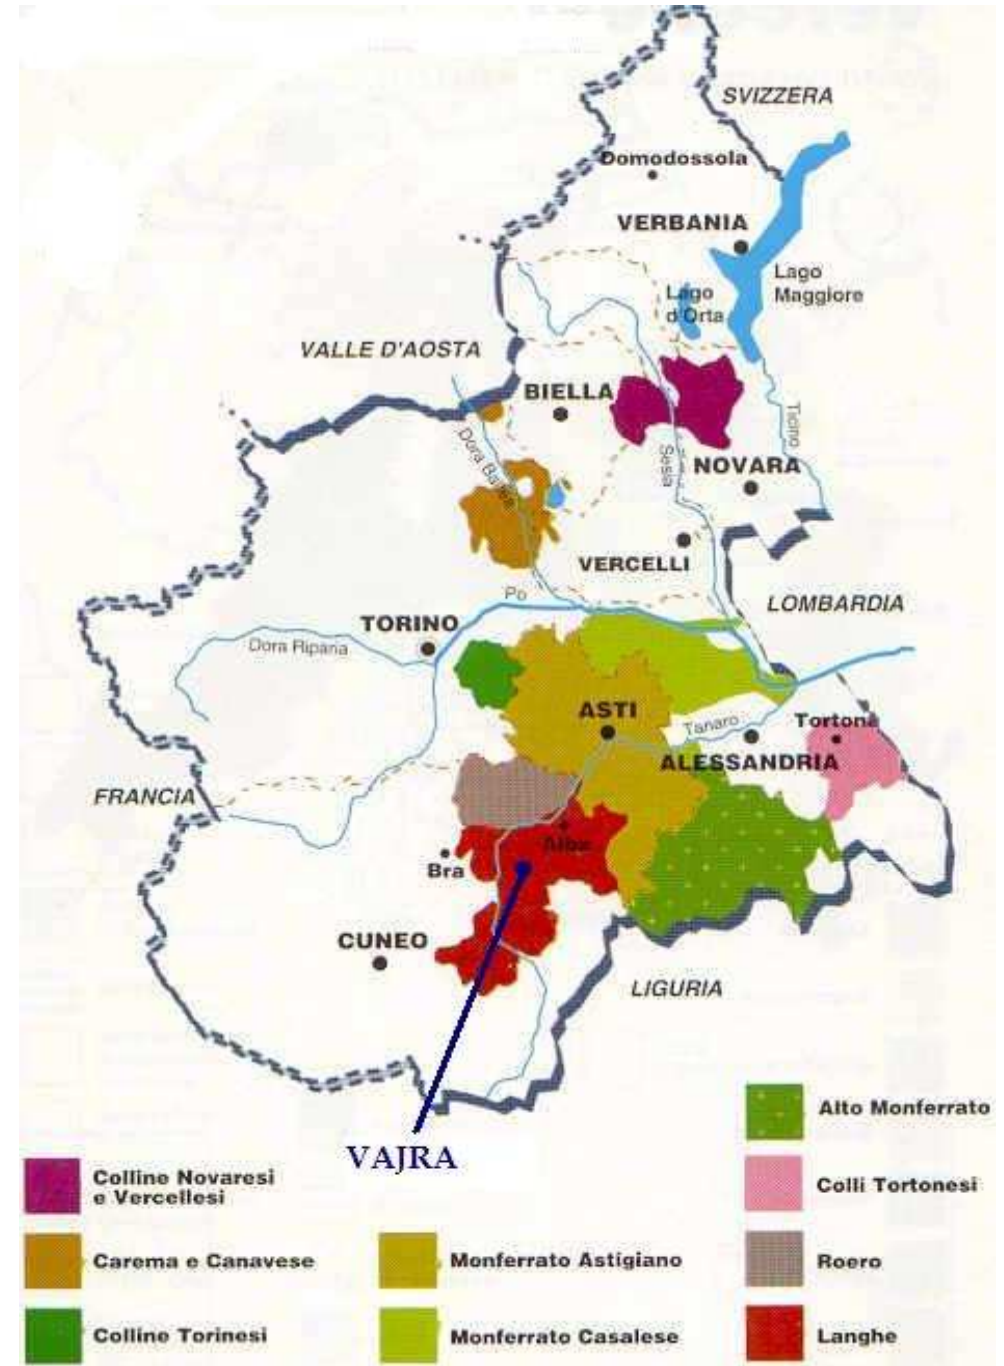 SVIZZERA
Domodossola
VERBANIA
Lago
Maggiore
Lago
d'Orta
VALLE D'AOSTA
BIELLA
Ticino
Dora Baltea
Sesia
NOVARA
VERCELLI
Po
LOMBARDIA
TORINO
Dora Riparia
ASTI
Tanaro
Tortona
ALESSANDRIA
FRANCIA
Alba
Bra
CUNEO
LIGURIA
VAJRA
Colline Novaresi
e Vercellesi
Carema e Canavese
Colline Torinesi
Monferrato Astigiano
Monferrato Casalese
Alto Monferrato
Colli Tortonesi
Roero
Langhe